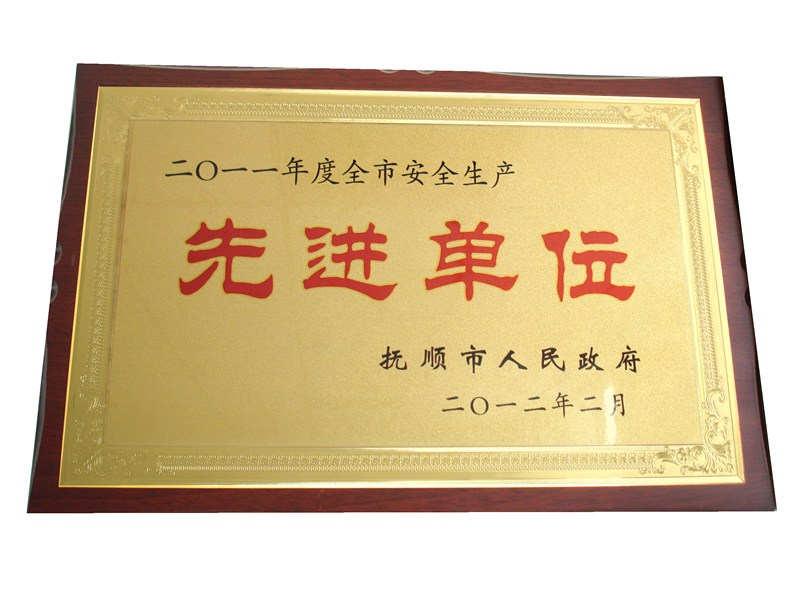 二〇一一年度全市安全生产
先进单位
抚顺市人民政府
二〇一二年二月